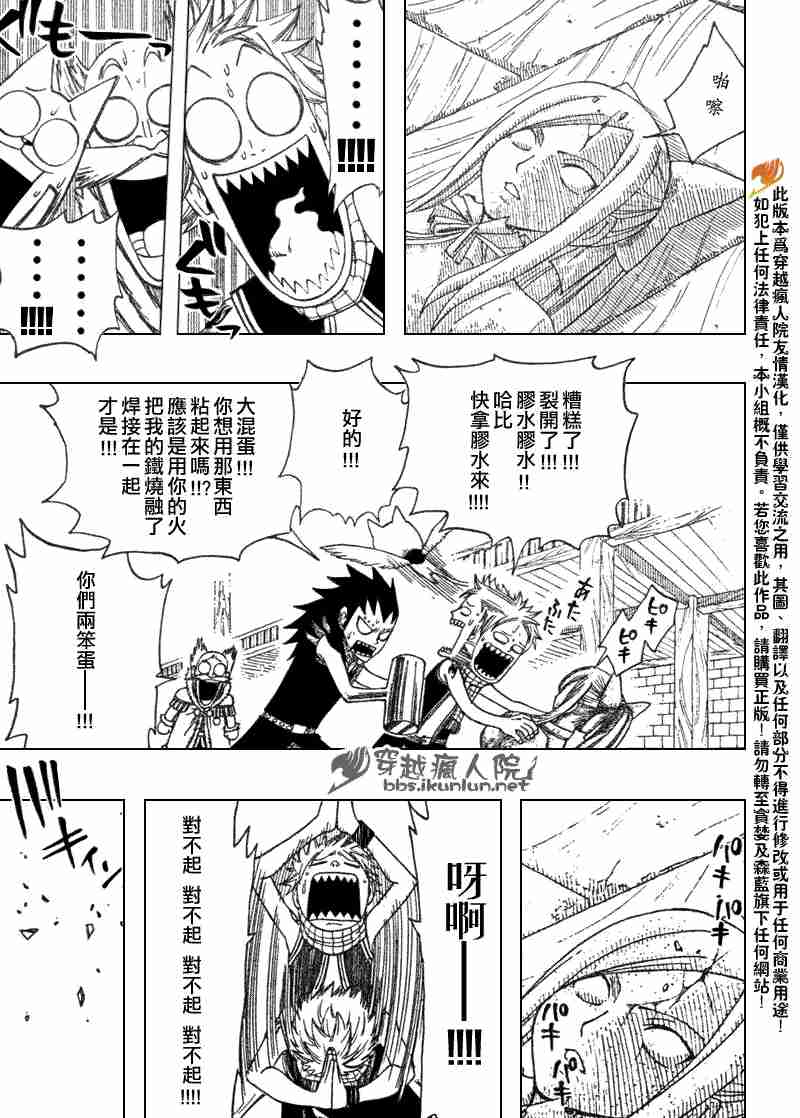 啪嚓
‥‥‥!!!!
‥‥‥!!!!
ぐもーっ
ぐもーっ
糟糕了!!!
裂開了!!!
膠水膠水!!
哈比
快拿膠水來!!!!
好的!!!
大混蛋!!!
你想用那東西
粘起來嗎!!!?
應該是用你的火
把我的鐵燒融了
焊接在一起
才是!!!
你們兩笨蛋——!!!
あたふた
ピキ
ピキ
穿越瘋人院
bbs.ikunlun.net
パキ
パキ
呀啊——!!!!
對不起 對不起 對不起 對不起!!!!
キィン
此版本爲穿越瘋人院友情漢化，僅供學習交流之用，其圖、翻譯以及任何部分不得進行修改或用于任何商業用途！
如犯上任何法律責任，本小組概不負責。若您喜歡此作品，請購買正版！請勿轉至貪婪及森藍旗下任何網站！